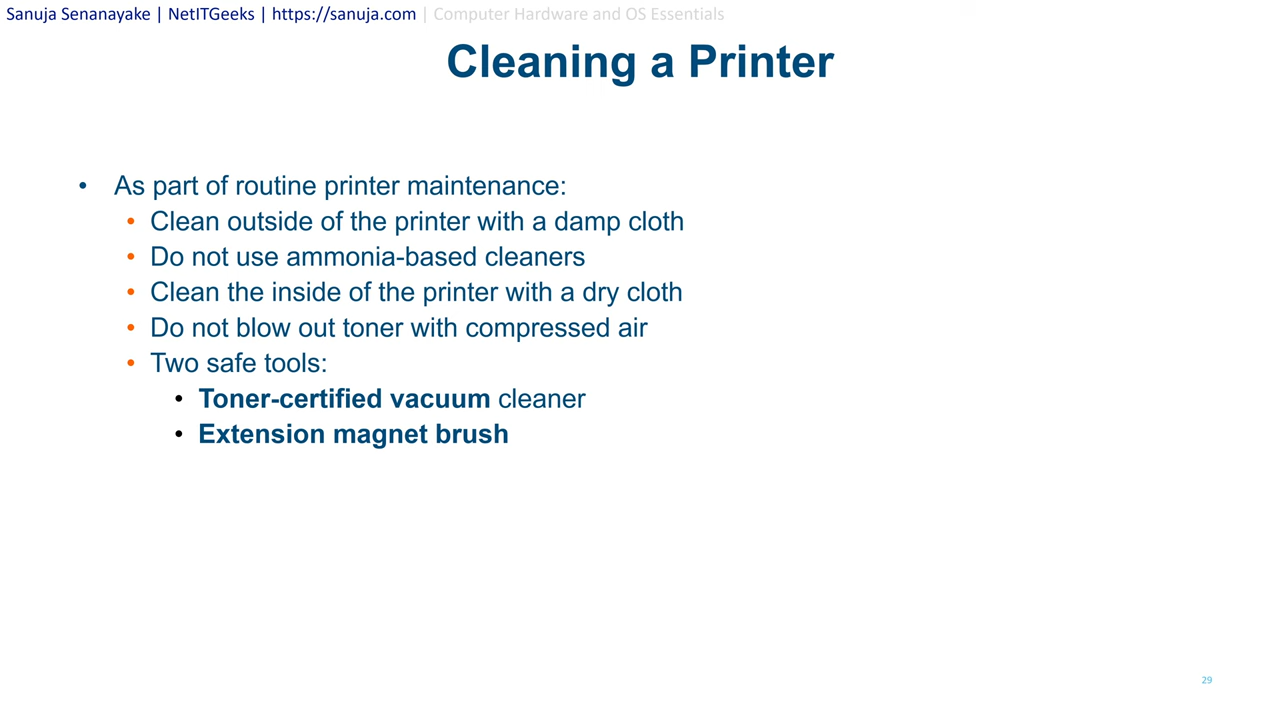 Sanuja Senanayake | NetITGeeks | https://sanuja.com | Computer Hardware and OS Essentials
Cleaning a Printer
• As part of routine printer maintenance:
• Clean outside of the printer with a damp cloth
• Do not use ammonia-based cleaners
• Clean the inside of the printer with a dry cloth
• Do not blow out toner with compressed air
• Two safe tools:
• Toner-certified vacuum cleaner
• Extension magnet brush
29